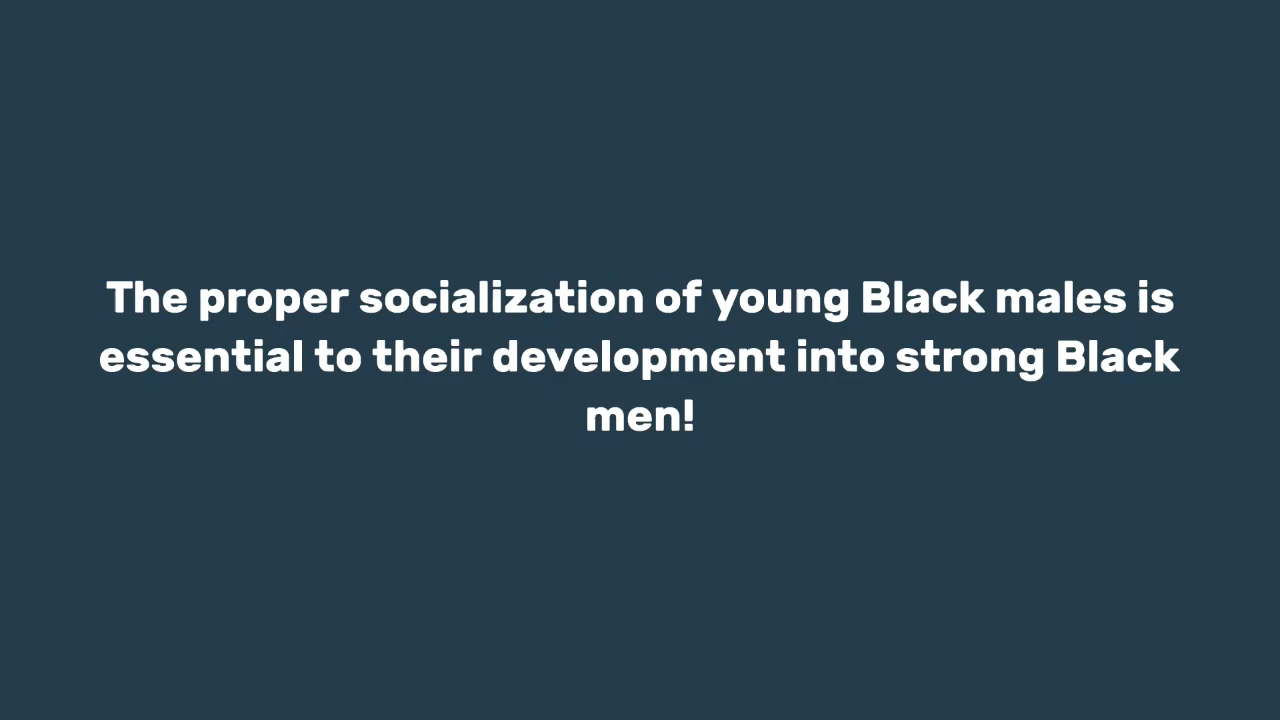 The proper socialization of young Black males is
essential to their development into strong Black
men!